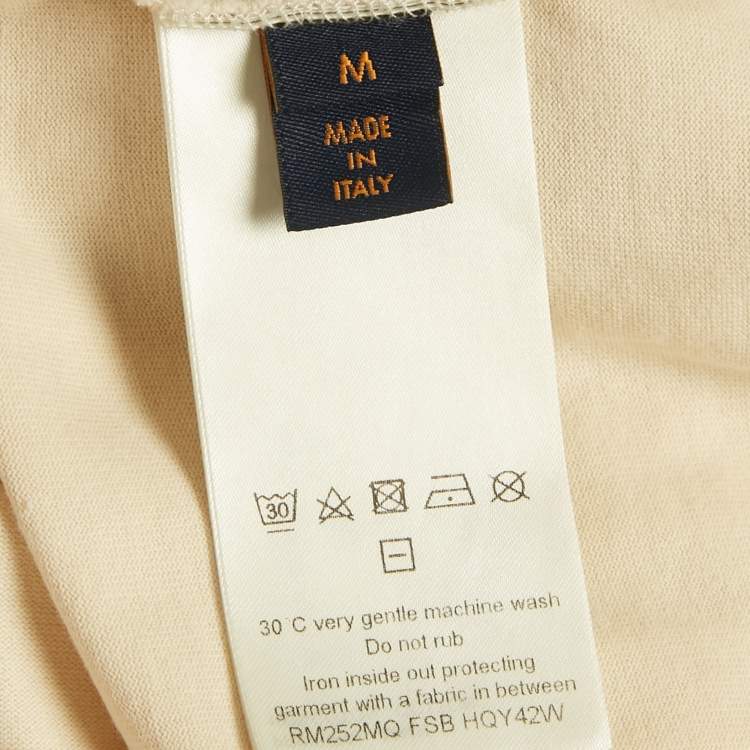 M
MADE
IN
ITALY
30
30°C very gentle machine wash
Do not rub
Iron inside out protecting
garment with a fabric in between
RM252MQ FSB HQY42W